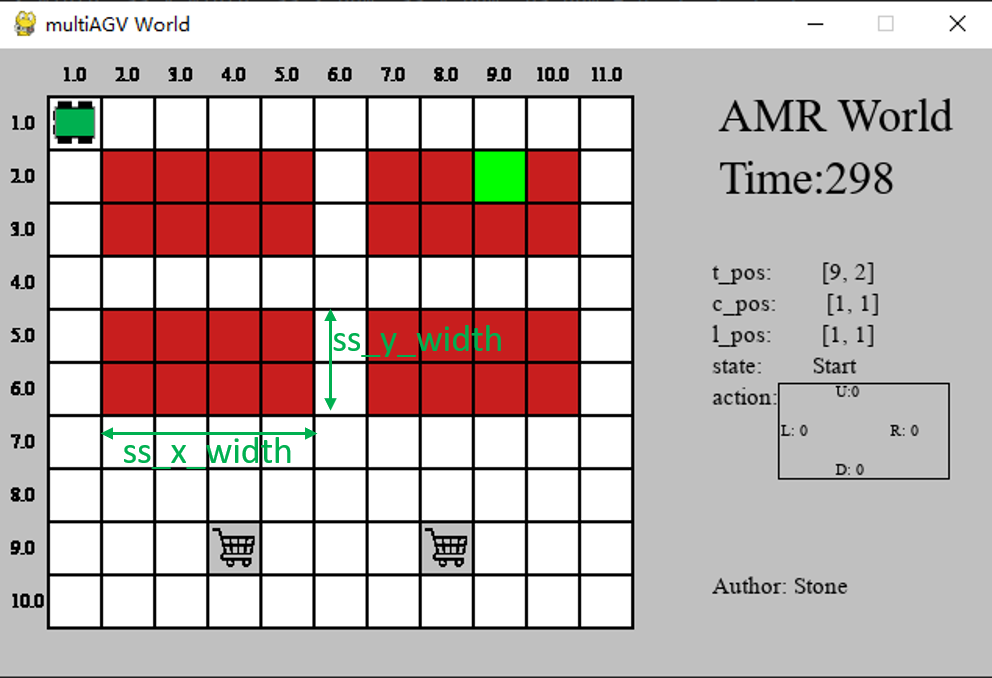 multiAGV World
1.0 2.0 3.0 4.0 5.0 6.0 7.0 8.0 9.0 10.0 11.0
1.0
2.0
3.0
4.0
5.0
6.0
7.0
8.0
9.0
10.0
ss_y_width
ss_x_width
AMR World
Time:298
t_pos: [9, 2]
c_pos: [1, 1]
l_pos: [1, 1]
state: Start
action:
U:0
L: 0 R: 0
D: 0
Author: Stone